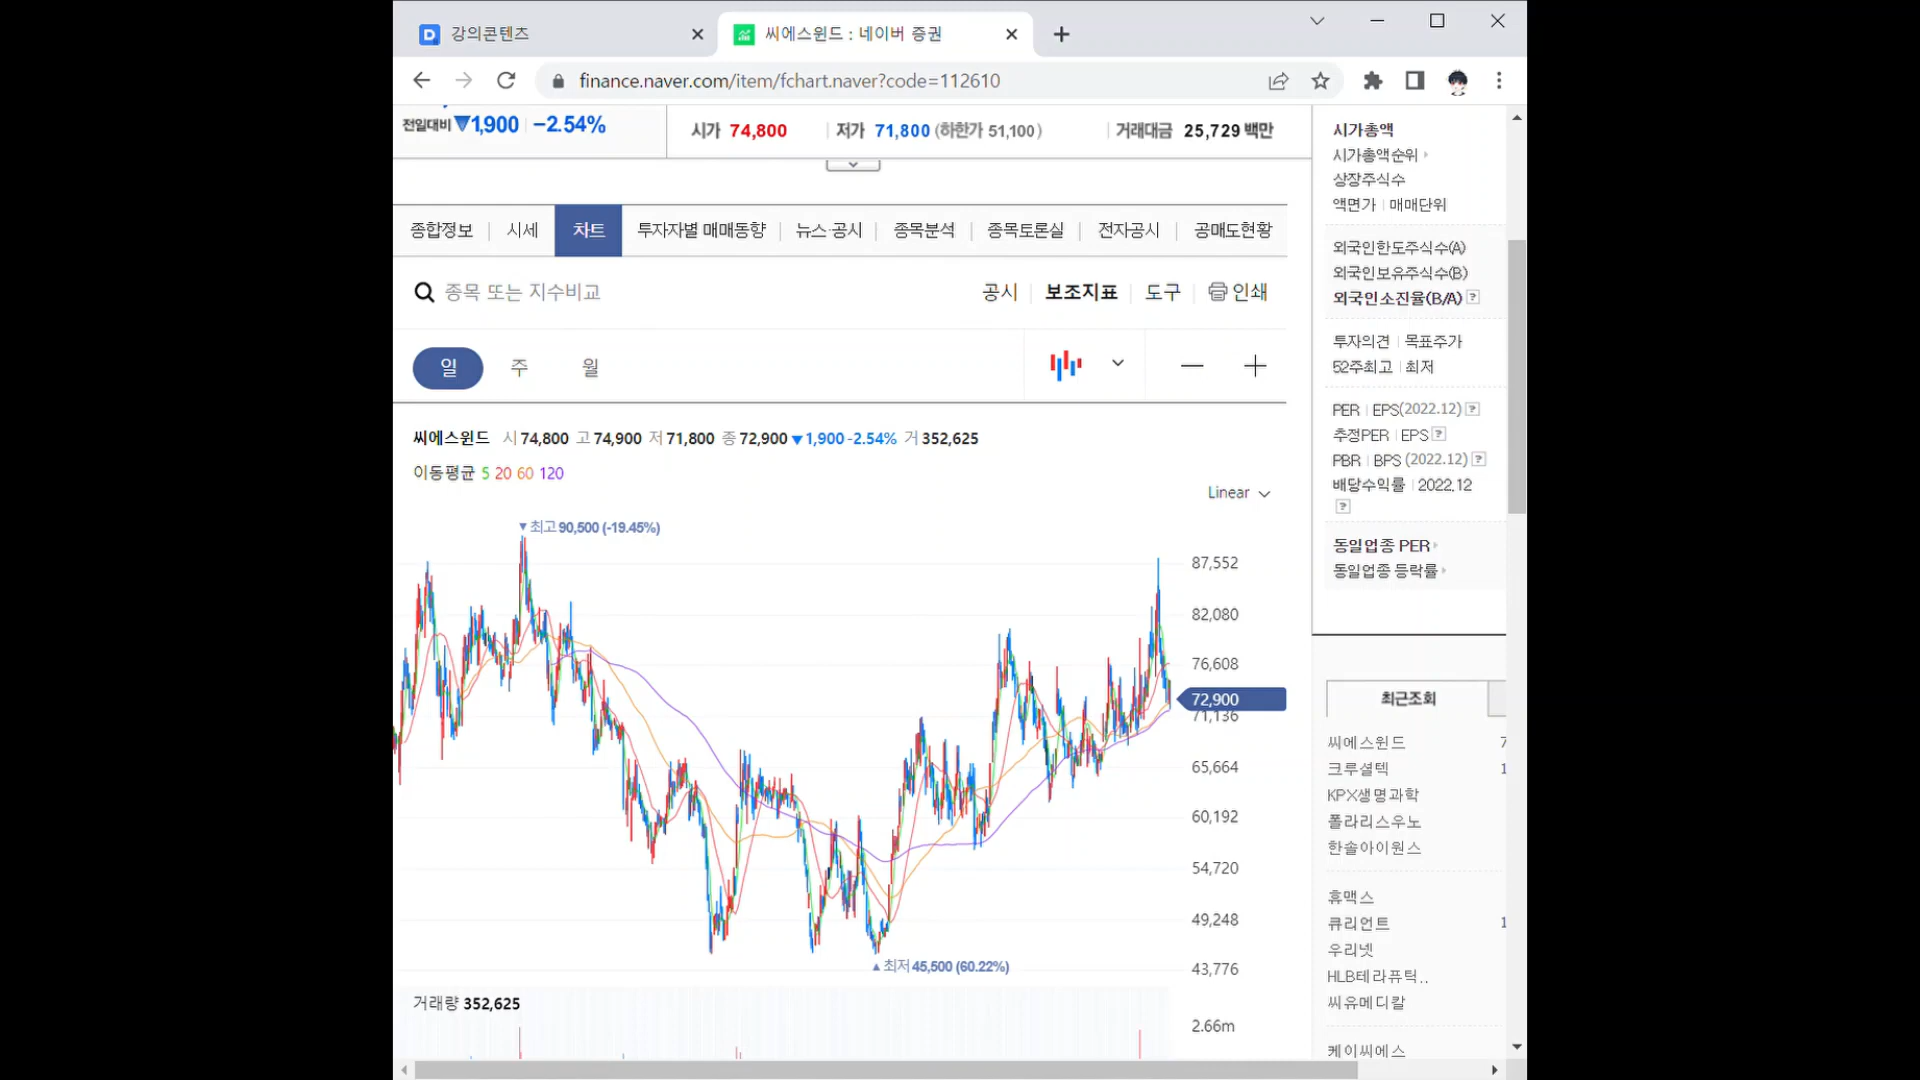 강의콘텐츠
씨에스윈드 : 네이버 증권
finance.naver.com/item/fchart.naver?code=112610
전일대비 ▼1,900 −2.54%
시가 74,800
저가 71,800 (하한가 51,100)
거래대금 25,729 백만
종합정보 시세 차트 투자자별 매매동향 뉴스·공시 종목분석 종목토론실 전자공시 공매도현황
종목 또는 지수비교
공시 보조지표 도구 인쇄
일 주 월
씨에스윈드 시 74,800 고 74,900 저 71,800 종 72,900 ▼1,900 -2.54% 거 352,625
이동평균 5 20 60 120
Linear
▼최고 90,500 (-19.45%)
87,552
82,080
76,608
72,900
71,136
65,664
60,192
54,720
49,248
▲최저 45,500 (60.22%)
43,776
거래량 352,625
2.66m
시가총액
시가총액순위
상장주식수
액면가 매매단위
외국인한도주식수(A)
외국인보유주식수(B)
외국인소진율(B/A) ?
투자의견 목표주가
52주최고 최저
PER EPS(2022.12) ?
추정PER EPS ?
PBR BPS (2022.12) ?
배당수익률 2022.12
?
동일업종 PER
동일업종 등락률
최근조회
씨에스윈드 7
크루셜텍 1
KPX생명과학
폴라리스우노
한솔아이원스
휴맥스
큐리언트 1
우리넷
HLB테라퓨틱..
씨유메디칼
케이씨에스